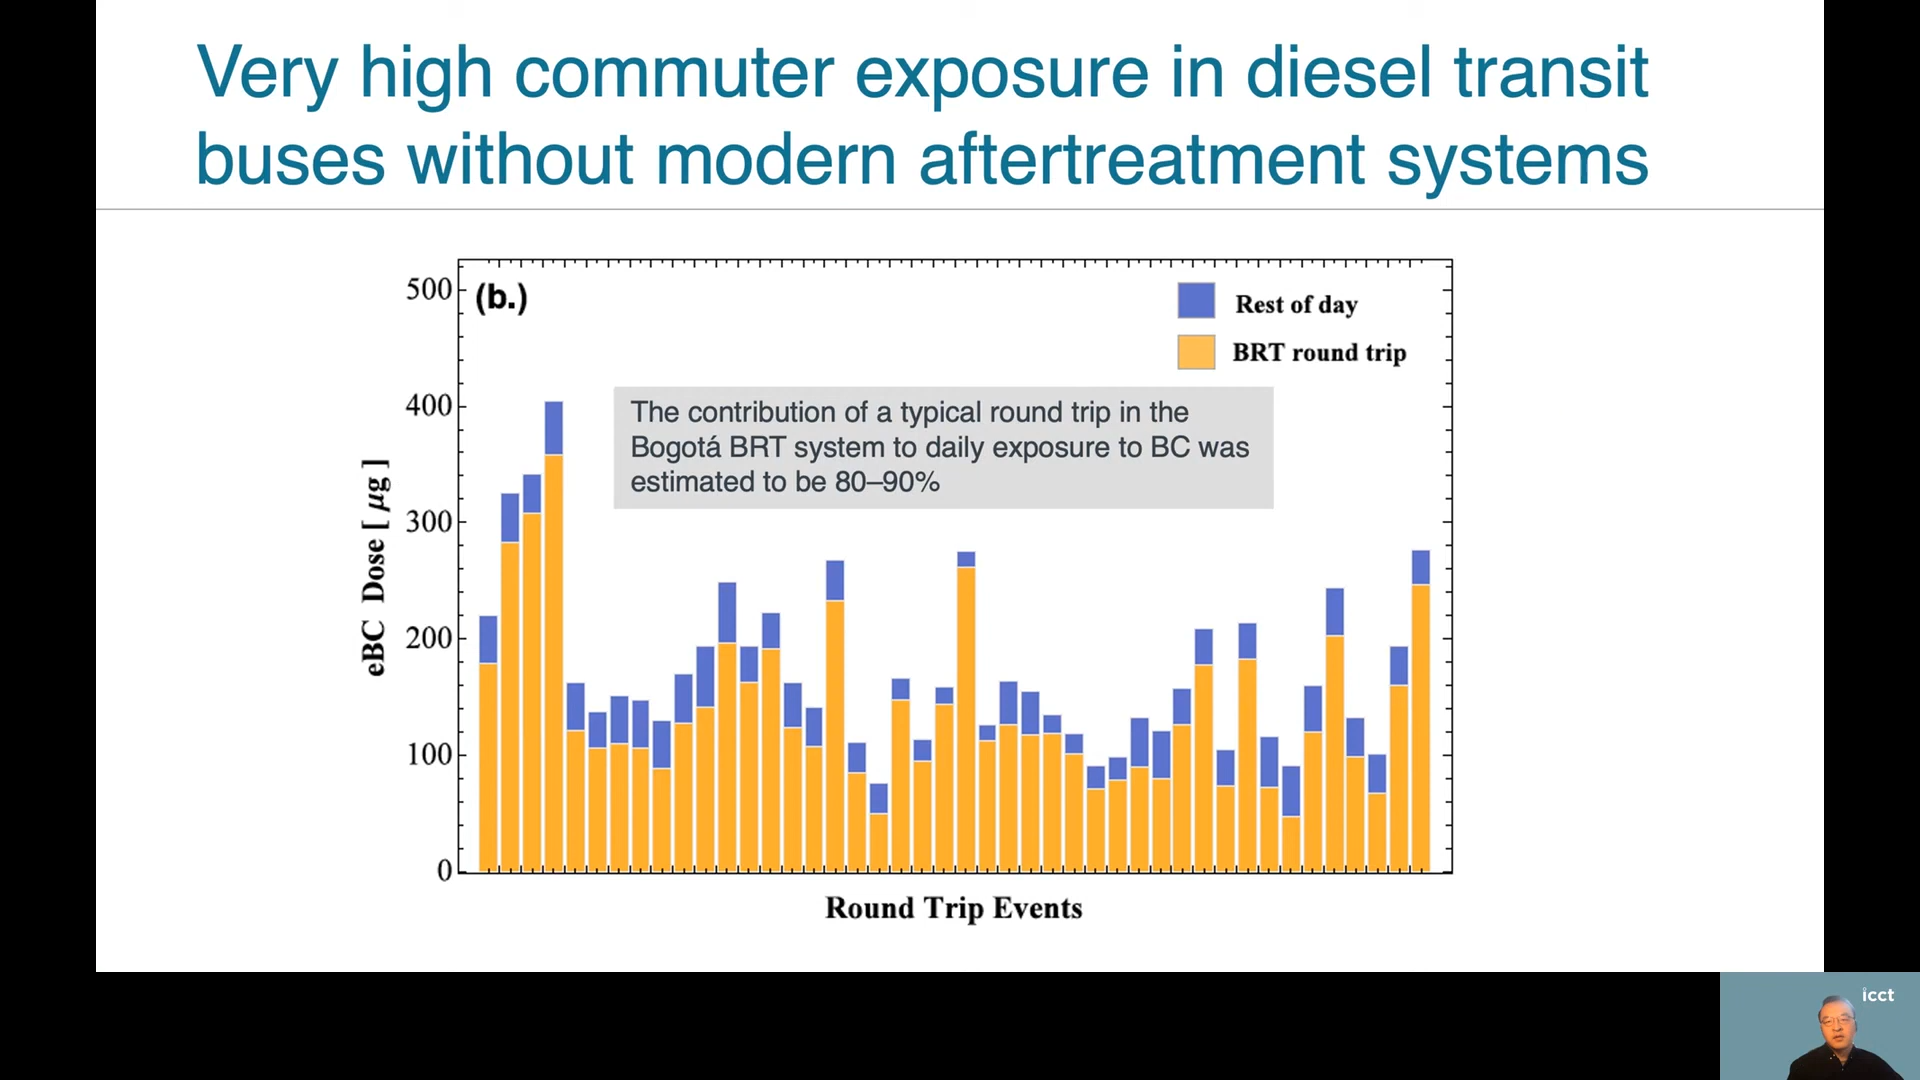 Very high commuter exposure in diesel transit
buses without modern aftertreatment systems
(b.)
Rest of day
BRT round trip
The contribution of a typical round trip in the
Bogotá BRT system to daily exposure to BC was
estimated to be 80–90%
eBC Dose [ µg ]
500
400
300
200
100
0
Round Trip Events
icct